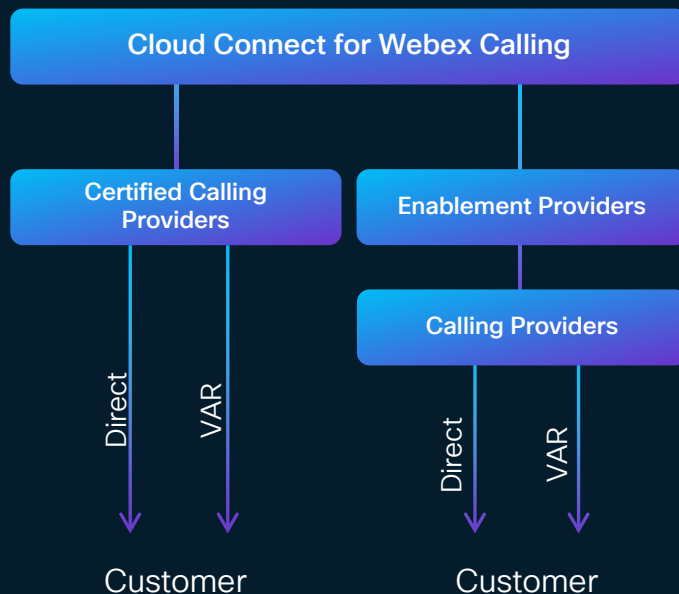 Cloud Connect for Webex Calling
Certified Calling
Providers
Enablement Providers
Calling Providers
Direct
VAR
Direct
VAR
Customer
Customer